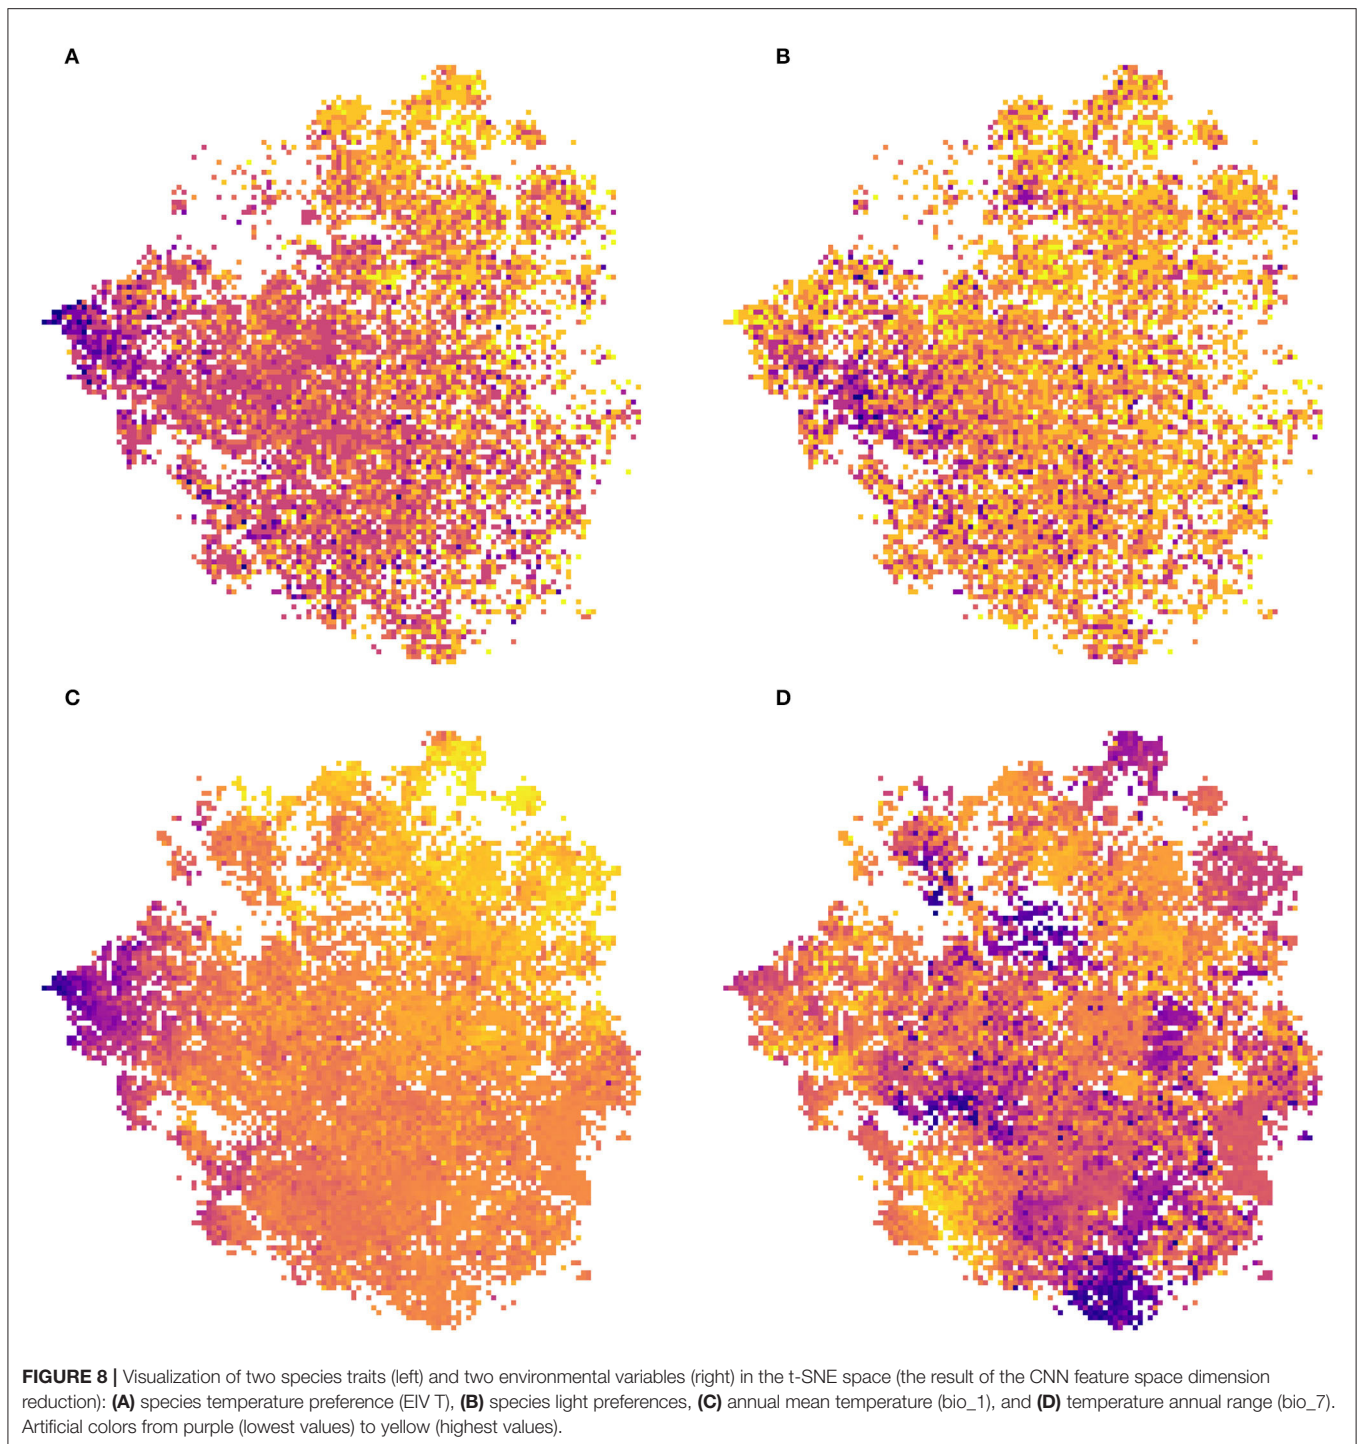 A
B
C
D
FIGURE 8 | Visualization of two species traits (left) and two environmental variables (right) in the t-SNE space (the result of the CNN feature space dimension
reduction): (A) species temperature preference (EIV T), (B) species light preferences, (C) annual mean temperature (bio_1), and (D) temperature annual range (bio_7).
Artificial colors from purple (lowest values) to yellow (highest values).